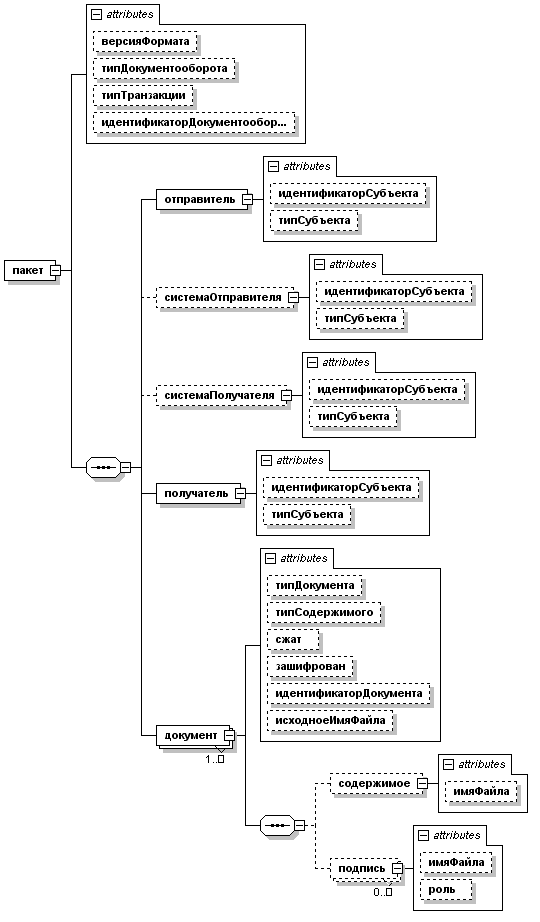 attributes
версияФормата
типДокументооборота
типТранзакции
идентификаторДокументообор...
attributes
отправитель
идентификаторСубъекта
типСубъекта
attributes
пакет
системаОтправителя
идентификаторСубъекта
типСубъекта
attributes
системаПолучателя
идентификаторСубъекта
типСубъекта
attributes
получатель
идентификаторСубъекта
типСубъекта
attributes
типДокумента
типСодержимого
сжат
зашифрован
идентификаторДокумента
исходноеИмяФайла
документ
1..
attributes
содержимое
имяФайла
attributes
подпись
имяФайла
роль
0..